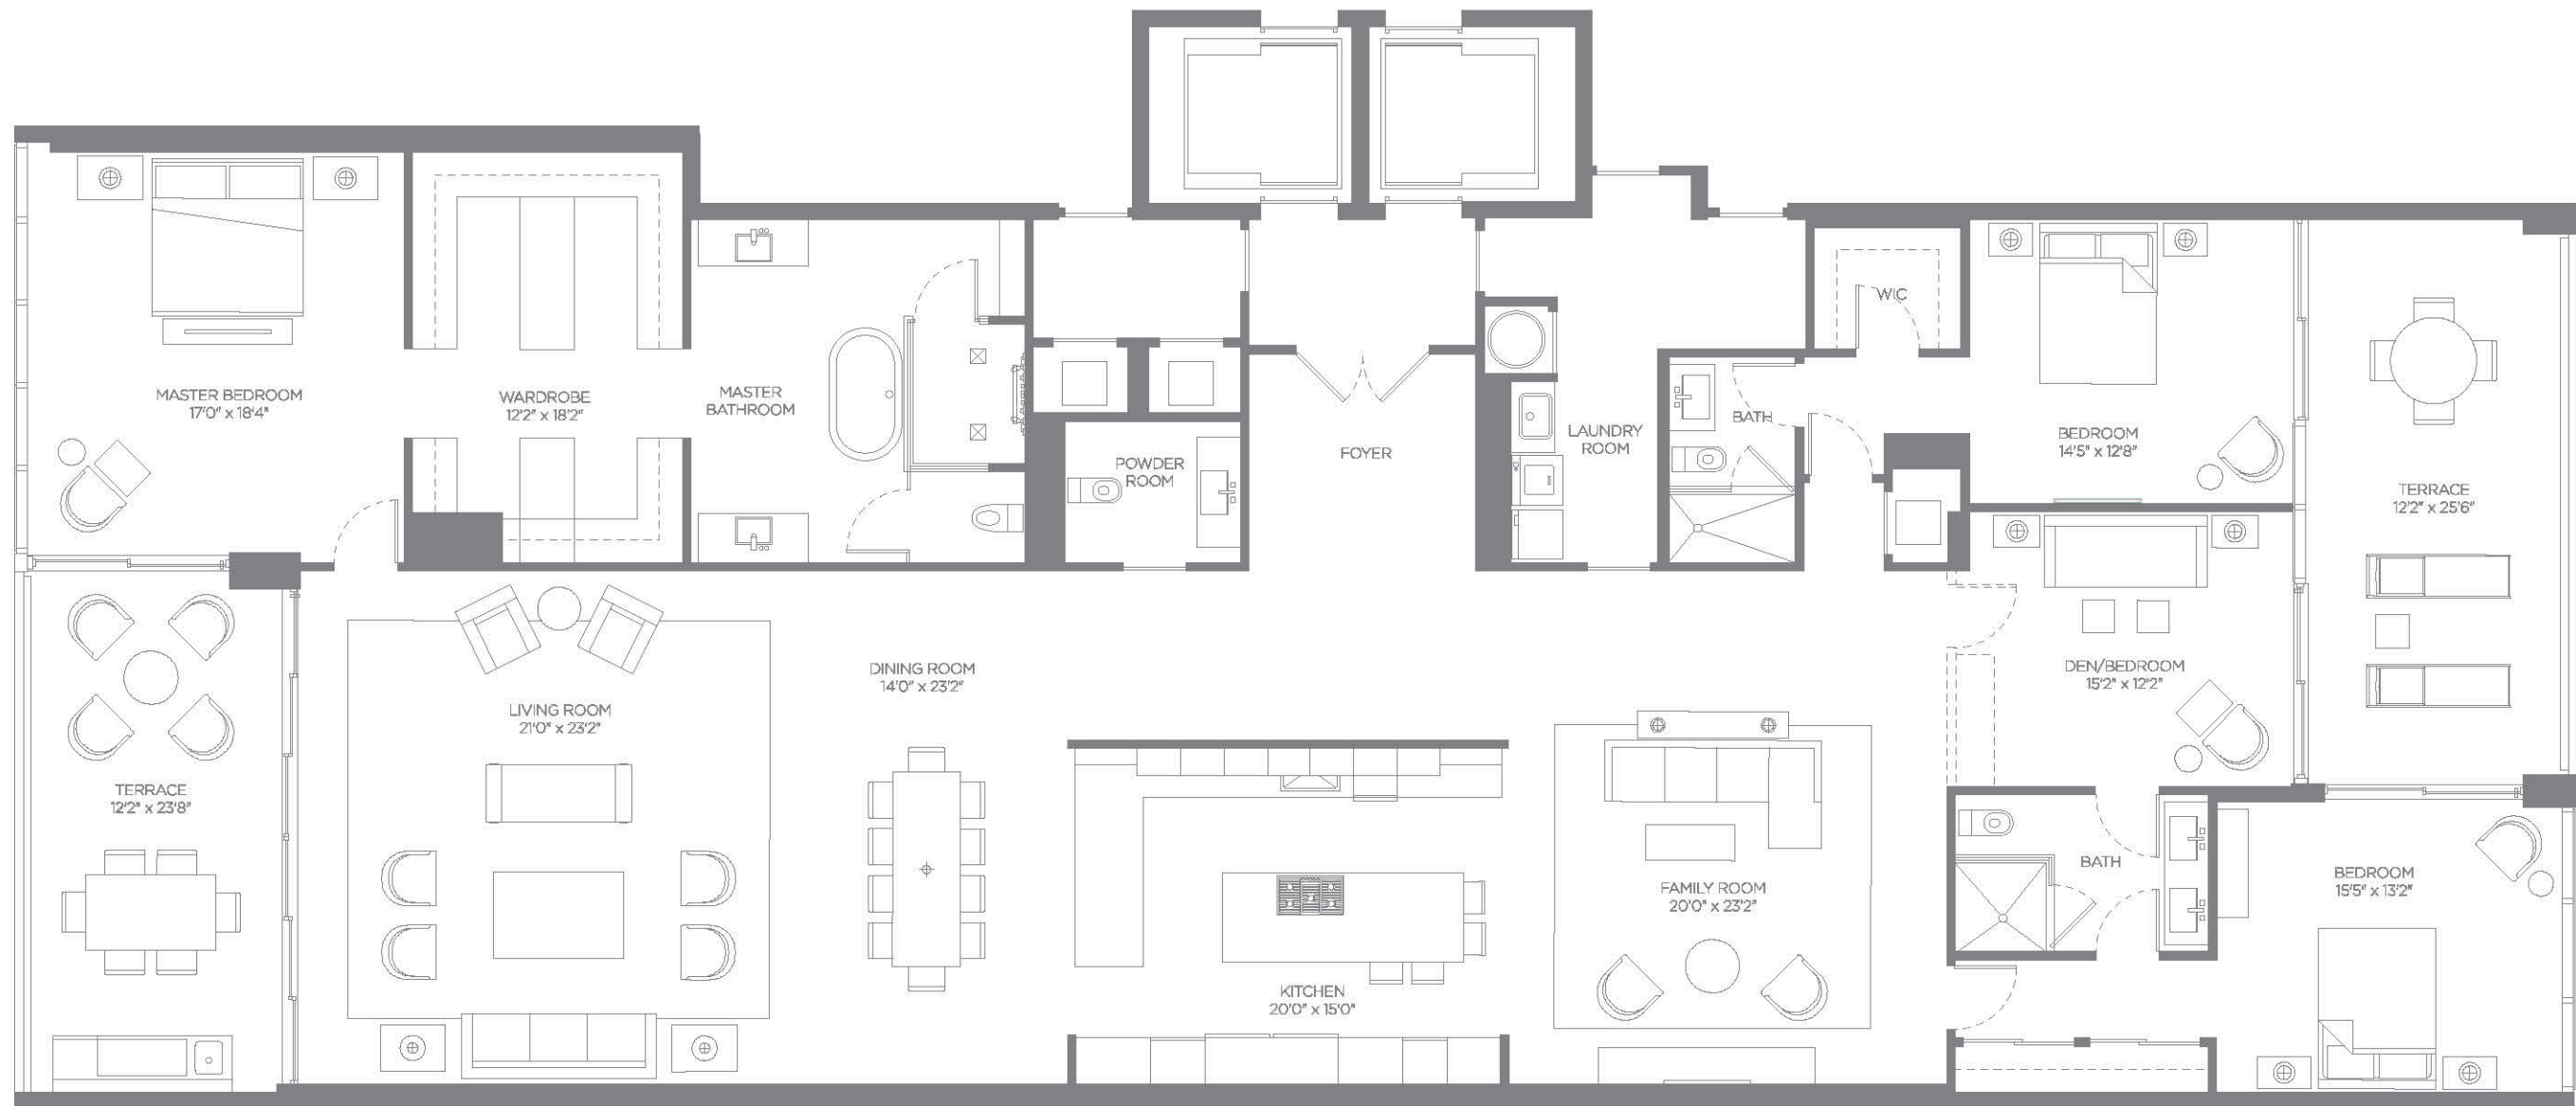 MASTER BEDROOM
17'0" x 18'4"
WARDROBE
12'2" x 18'2"
MASTER
BATHROOM
POWDER
ROOM
FOYER
LAUNDRY
ROOM
BATH
WIC
BEDROOM
14'5" x 12'8"
TERRACE
12'2" x 25'6"
DINING ROOM
14'0" x 23'2"
LIVING ROOM
21'0" x 23'2"
DEN/BEDROOM
15'2" x 12'2"
TERRACE
12'2" x 23'8"
KITCHEN
20'0" x 15'0"
FAMILY ROOM
20'0" x 23'2"
BATH
BEDROOM
15'5" x 13'2"